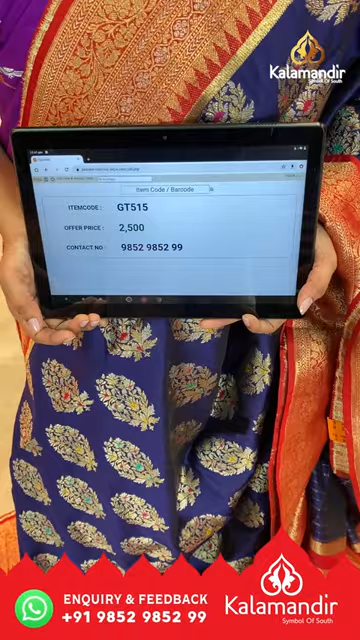 Kalamandir
Symbol Of South
Item Code / Barcode
ITEMCODE : GT515
OFFER PRICE : 2,500
CONTACT NO : 9852 9852 99
ENQUIRY & FEEDBACK
+91 9852 9852 99
Kalamandir
Symbol Of South